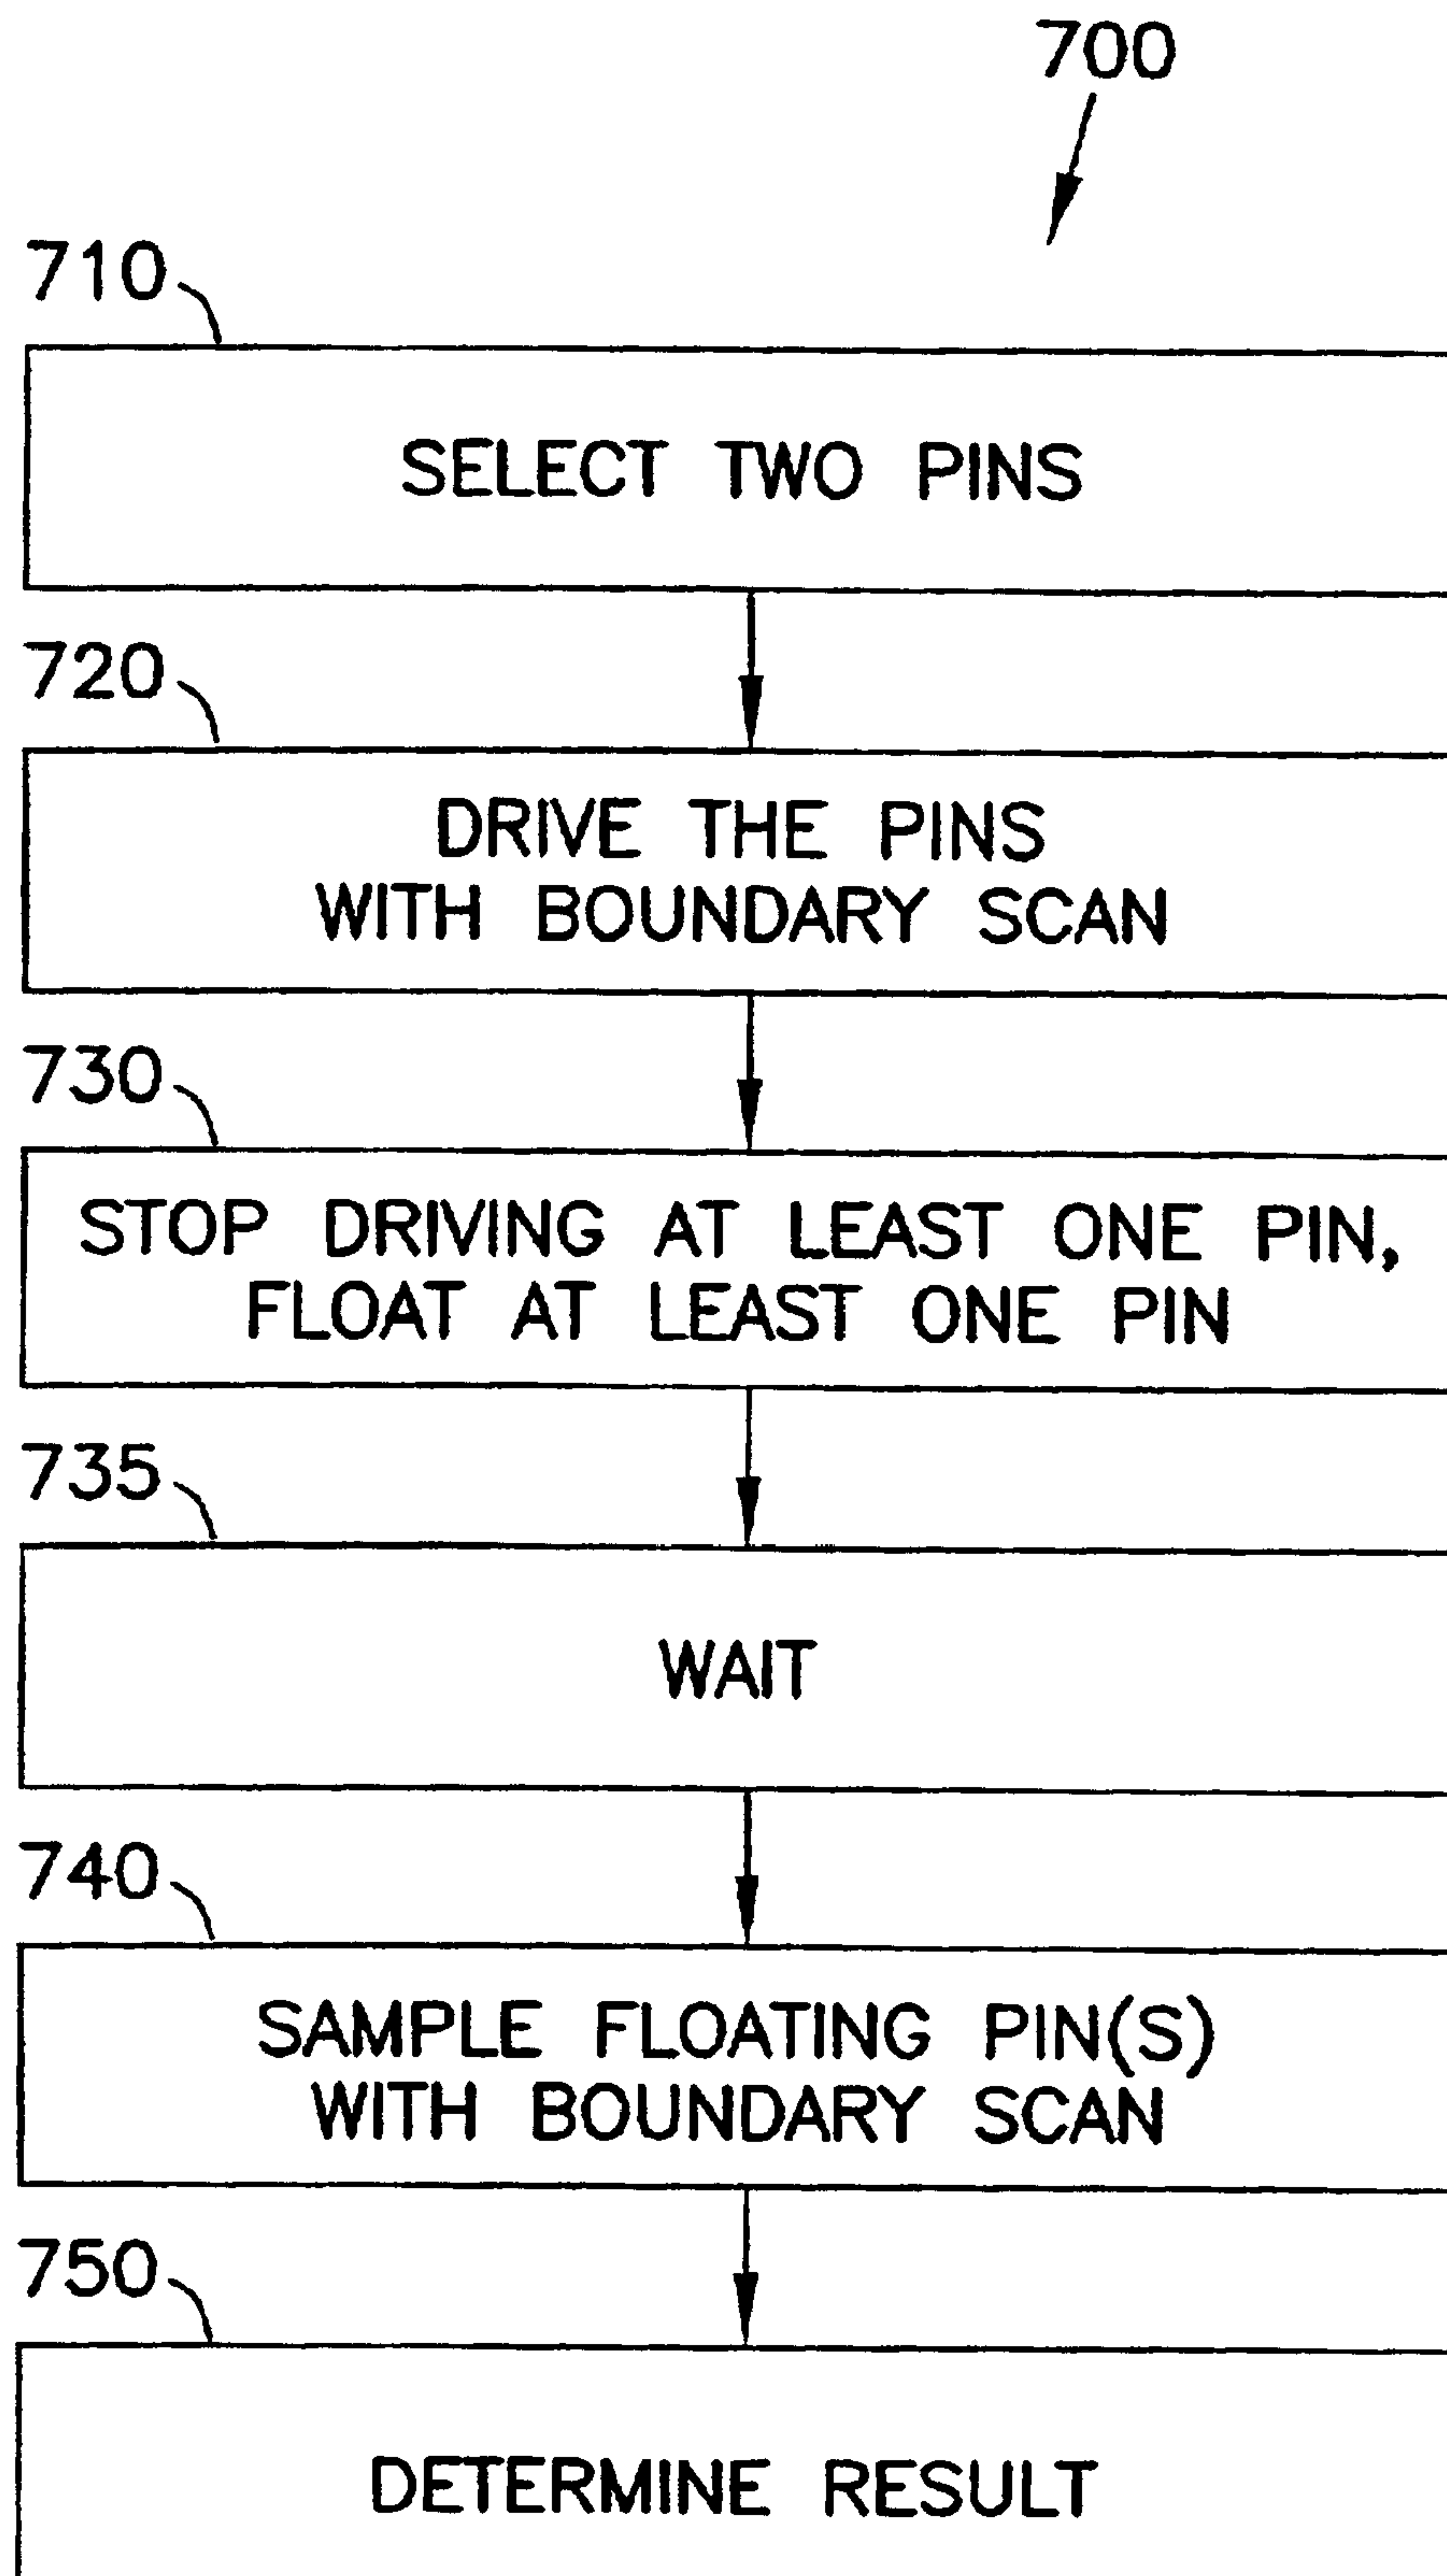 700
710
SELECT TWO PINS
720
DRIVE THE PINS
WITH BOUNDARY SCAN
730
STOP DRIVING AT LEAST ONE PIN,
FLOAT AT LEAST ONE PIN
735
WAIT
740
SAMPLE FLOATING PIN(S)
WITH BOUNDARY SCAN
750
DETERMINE RESULT